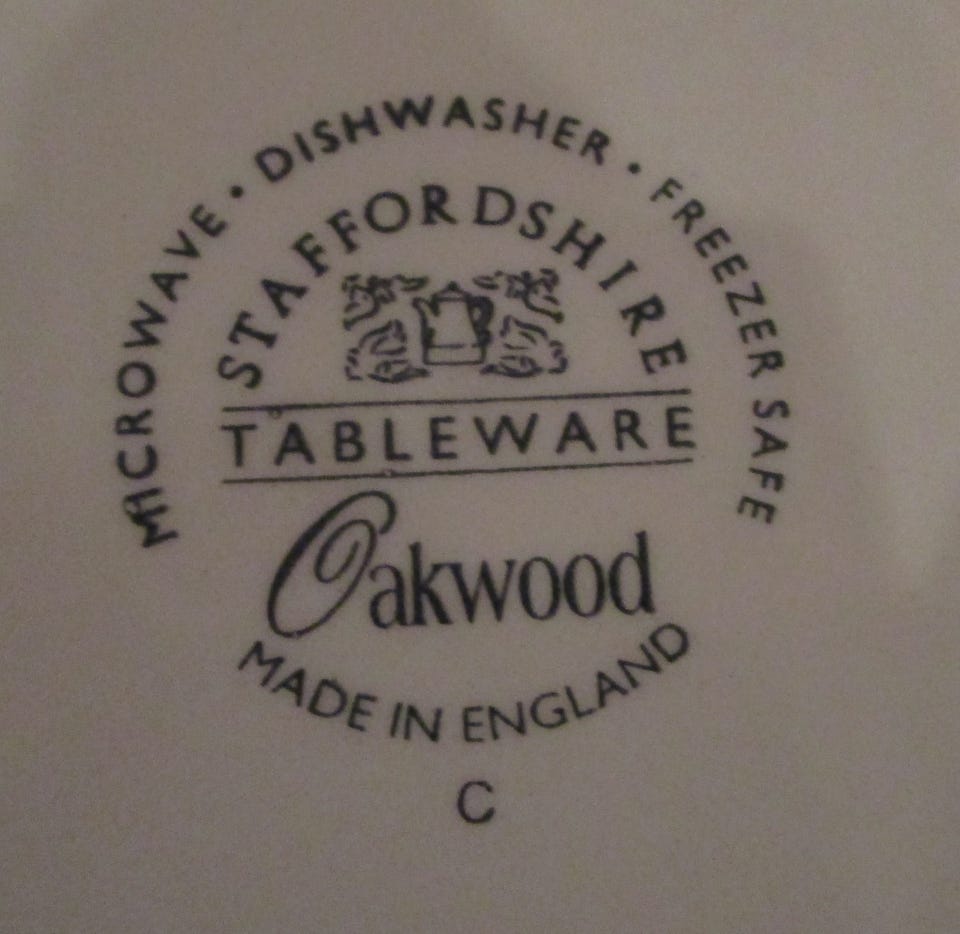 MICROWAVE • DISHWASHER • FREEZER SAFE
STAFFORDSHIRE
TABLEWARE
Oakwood
MADE IN ENGLAND
C